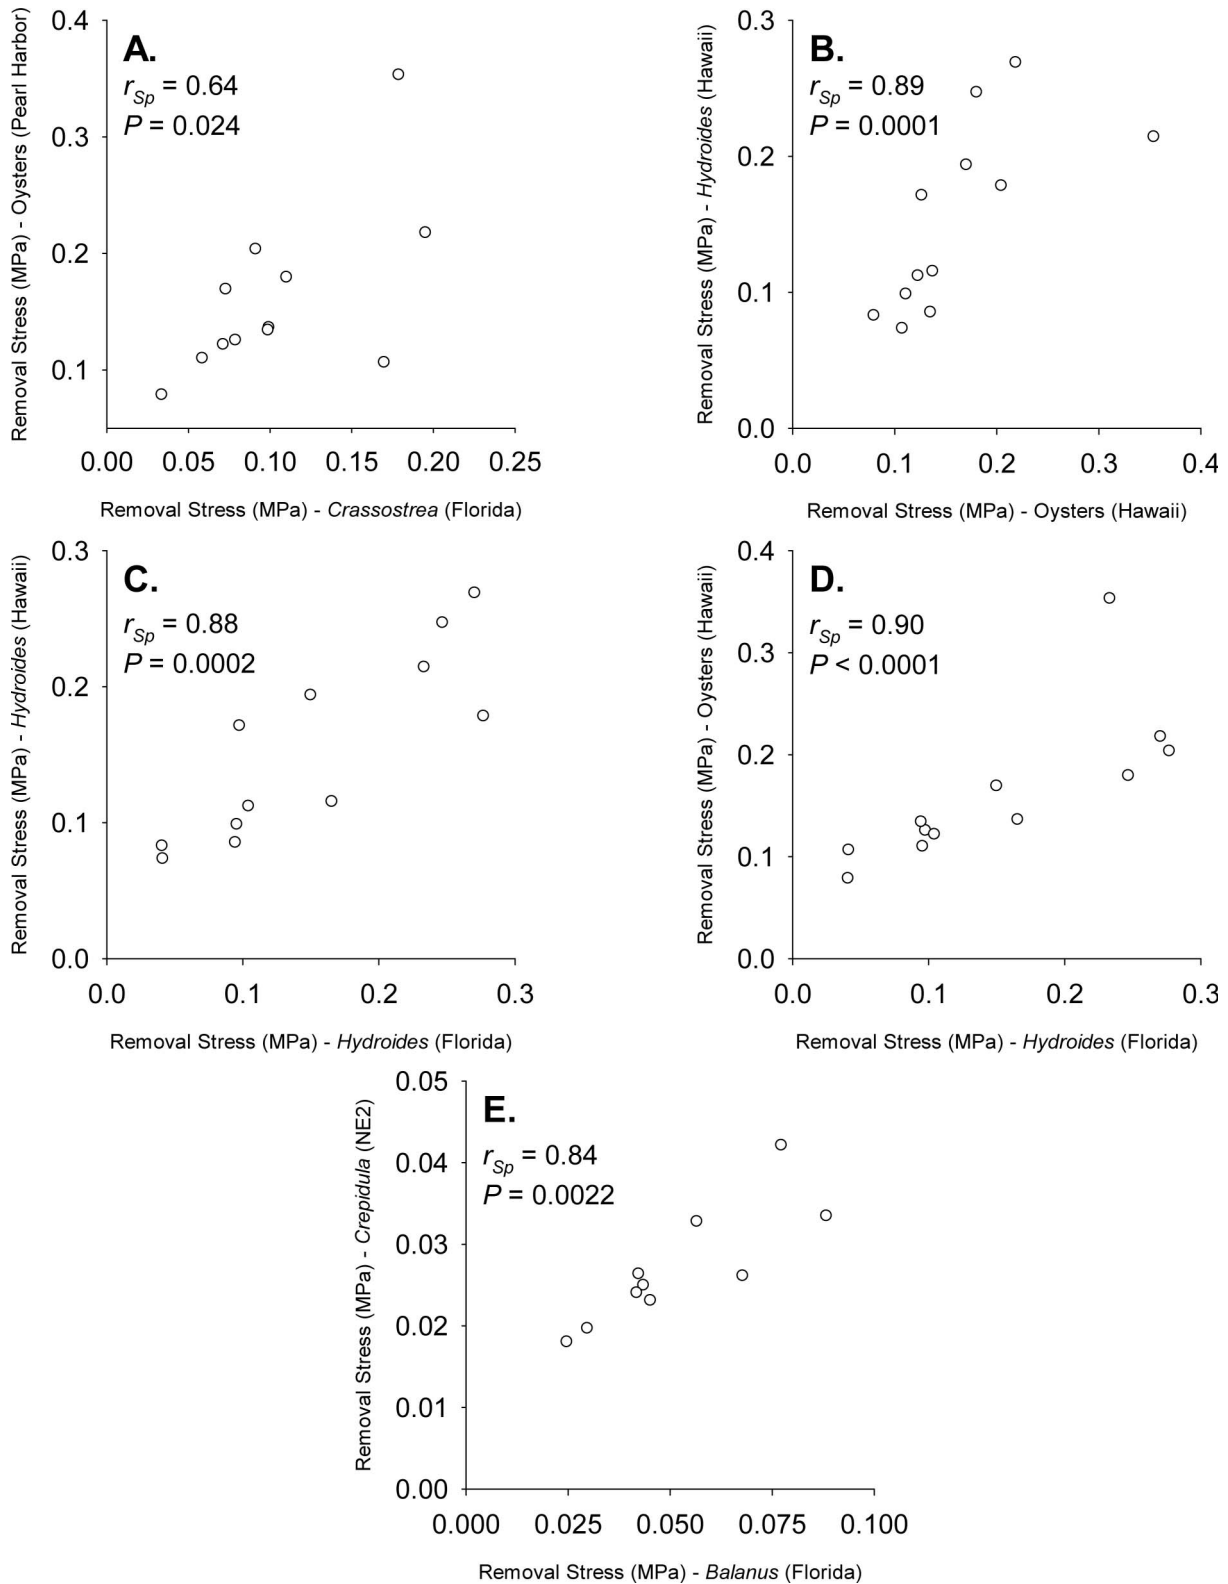 A.
r_Sp = 0.64
P = 0.024
Removal Stress (MPa) - Oysters (Pearl Harbor)
0.4
0.3
0.2
0.1
0.00 0.05 0.10 0.15 0.20 0.25
Removal Stress (MPa) - Crassostrea (Florida)
B.
r_Sp = 0.89
P = 0.0001
Removal Stress (MPa) - Hydroides (Hawaii)
0.3
0.2
0.1
0.0
0.0 0.1 0.2 0.3 0.4
Removal Stress (MPa) - Oysters (Hawaii)
C.
r_Sp = 0.88
P = 0.0002
Removal Stress (MPa) - Hydroides (Hawaii)
0.3
0.2
0.1
0.0
0.0 0.1 0.2 0.3
Removal Stress (MPa) - Hydroides (Florida)
D.
r_Sp = 0.90
P < 0.0001
Removal Stress (MPa) - Oysters (Hawaii)
0.4
0.3
0.2
0.1
0.0
0.0 0.1 0.2 0.3
Removal Stress (MPa) - Hydroides (Florida)
E.
r_Sp = 0.84
P = 0.0022
Removal Stress (MPa) - Crepidula (NE2)
0.05
0.04
0.03
0.02
0.01
0.00
0.000 0.025 0.050 0.075 0.100
Removal Stress (MPa) - Balanus (Florida)